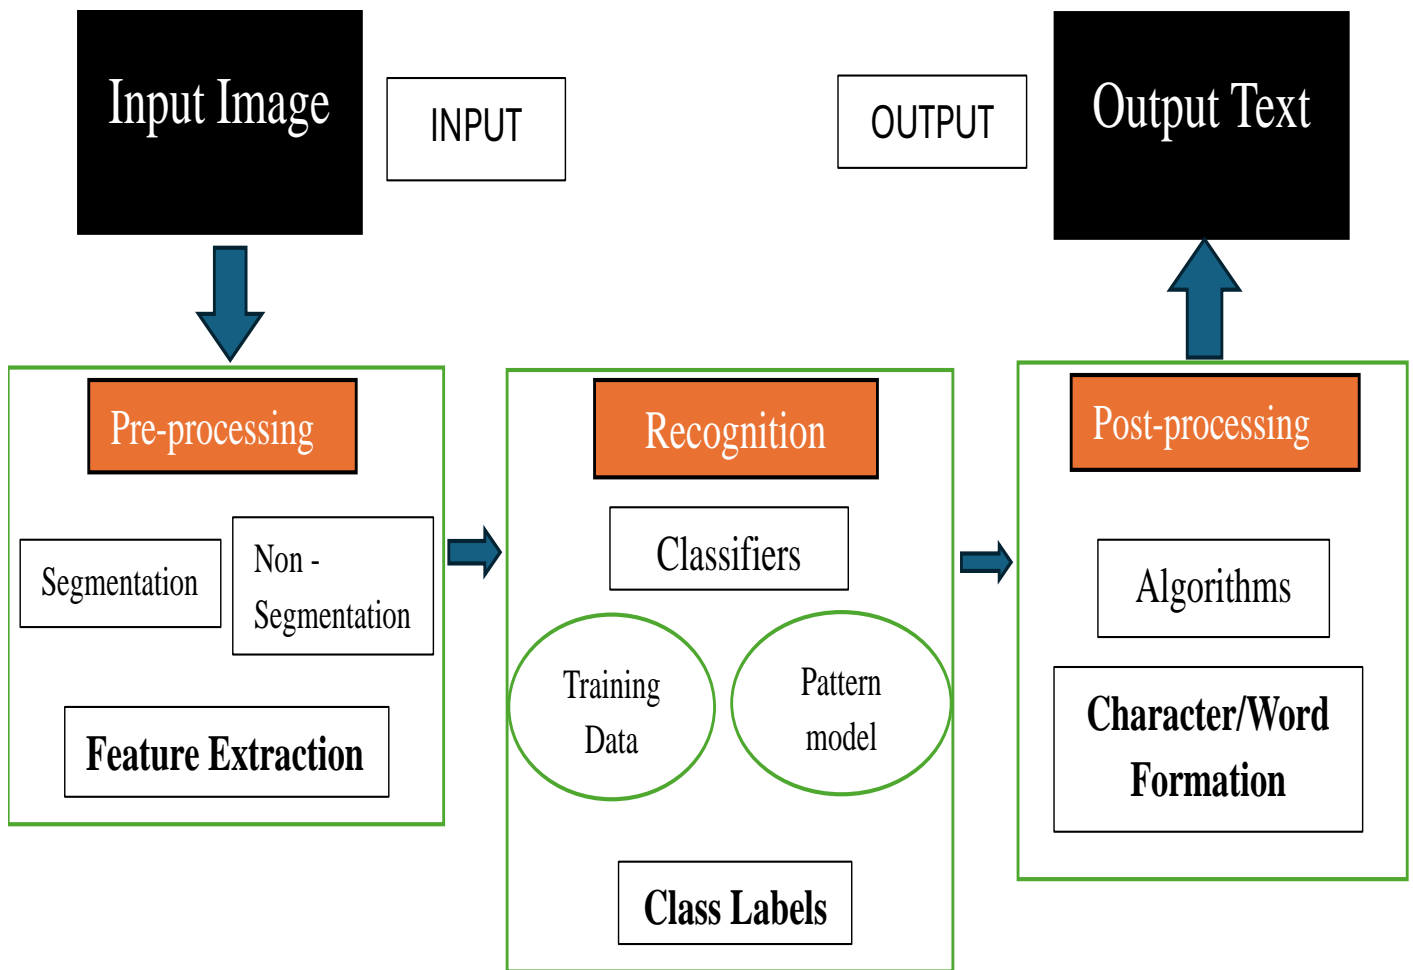 Input Image
INPUT
OUTPUT
Output Text
Pre-processing
Segmentation
Non -
Segmentation
Feature Extraction
Recognition
Classifiers
Training
Data
Pattern
model
Class Labels
Post-processing
Algorithms
Character/Word
Formation